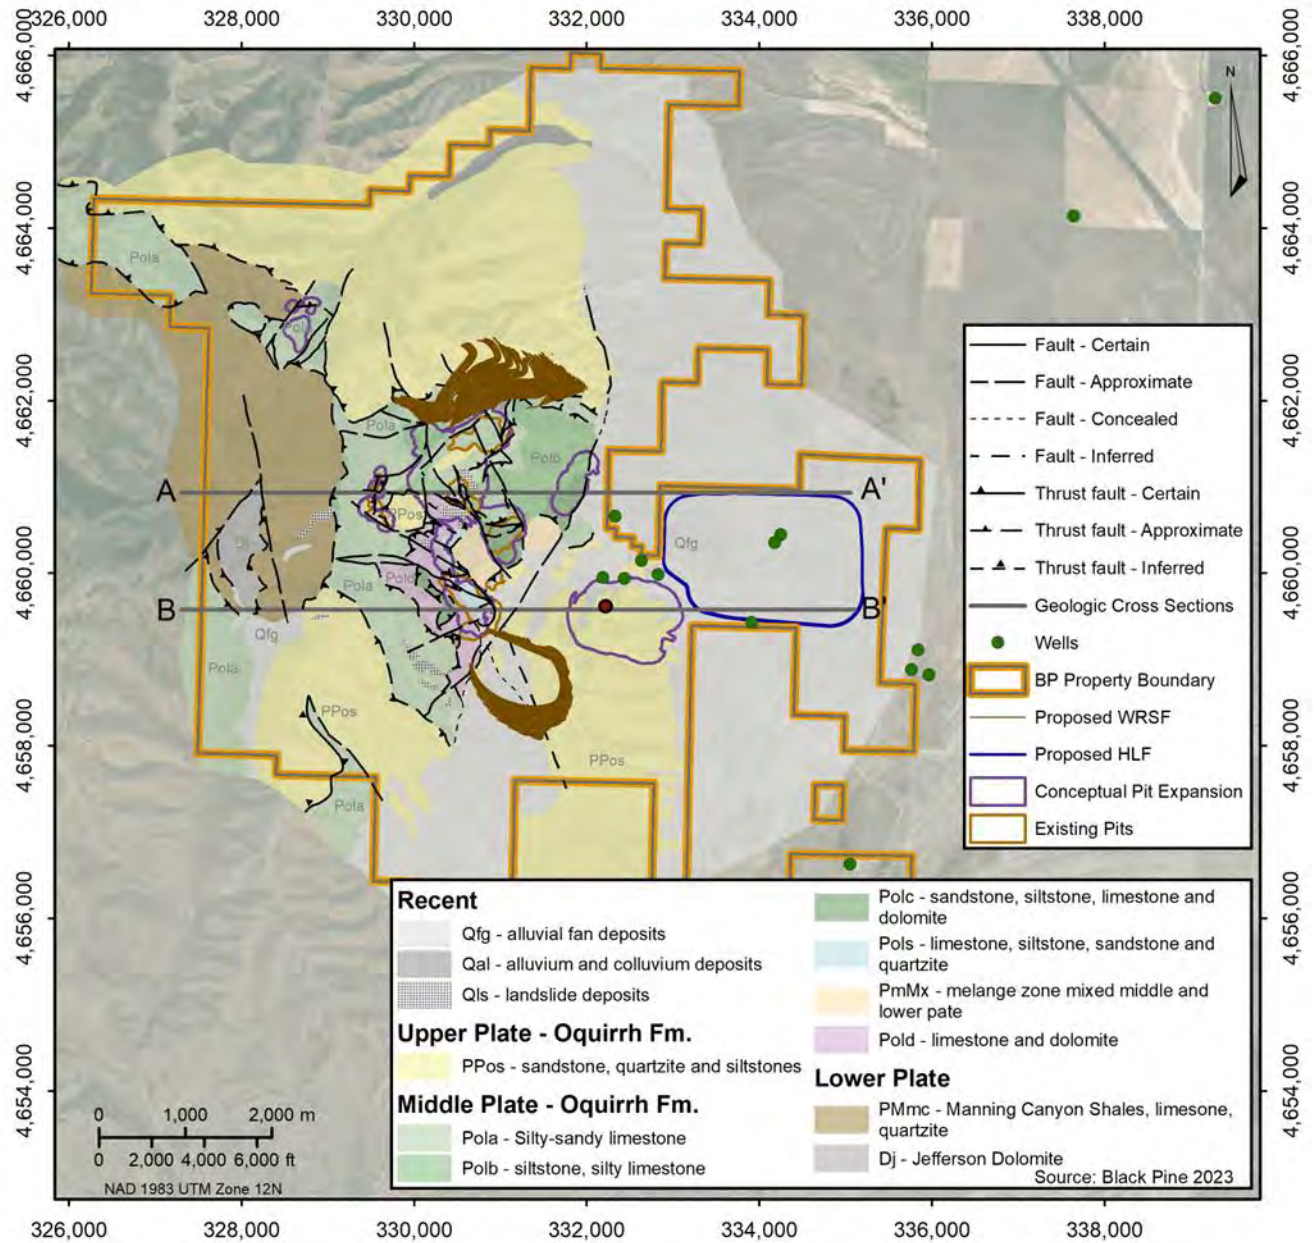 326,000 328,000 330,000 332,000 334,000 336,000 338,000
4,666,000
4,666,000
4,664,000
4,664,000
4,662,000
4,662,000
4,660,000
4,660,000
4,658,000
4,658,000
4,656,000
4,656,000
4,654,000
4,654,000
N
Pola
Pola
Polb
A
A'
PPos
Qfg
Dj
Pola
Pold
B
B'
Qfg
Pola
PPos
PPos
Pola
Fault - Certain
Fault - Approximate
Fault - Concealed
Fault - Inferred
Thrust fault - Certain
Thrust fault - Approximate
Thrust fault - Inferred
Geologic Cross Sections
Wells
BP Property Boundary
Proposed WRSF
Proposed HLF
Conceptual Pit Expansion
Existing Pits
Recent
Qfg - alluvial fan deposits
Qal - alluvium and colluvium deposits
Qls - landslide deposits
Upper Plate - Oquirrh Fm.
PPos - sandstone, quartzite and siltstones
Middle Plate - Oquirrh Fm.
Pola - Silty-sandy limestone
Polb - siltstone, silty limestone
Polc - sandstone, siltstone, limestone and
dolomite
Pols - limestone, siltstone, sandstone and
quartzite
PmMx - melange zone mixed middle and
lower pate
Pold - limestone and dolomite
Lower Plate
PMmc - Manning Canyon Shales, limesone,
quartzite
Dj - Jefferson Dolomite
Source: Black Pine 2023
0 1,000 2,000 m
0 2,000 4,000 6,000 ft
NAD 1983 UTM Zone 12N
326,000 328,000 330,000 332,000 334,000 336,000 338,000